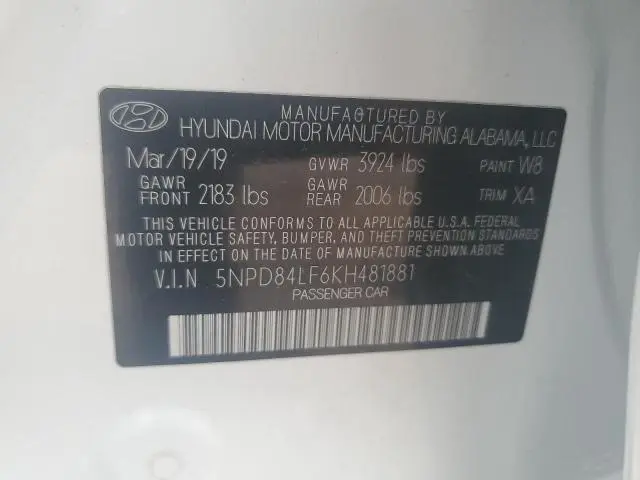 MANUFACTURED BY
HYUNDAI MOTOR MANUFACTURING ALABAMA, LLC
Mar/19/19 GVWR 3924 lbs PAINT W8
GAWR FRONT 2183 lbs GAWR REAR 2006 lbs TRIM XA
THIS VEHICLE CONFORMS TO ALL APPLICABLE U.S.A. FEDERAL
MOTOR VEHICLE SAFETY, BUMPER, AND THEFT PREVENTION STANDARDS
IN EFFECT ON THE DATE OF MANUFACTURE SHOWN ABOVE
V.I.N 5NPD84LF6KH481881
PASSENGER CAR